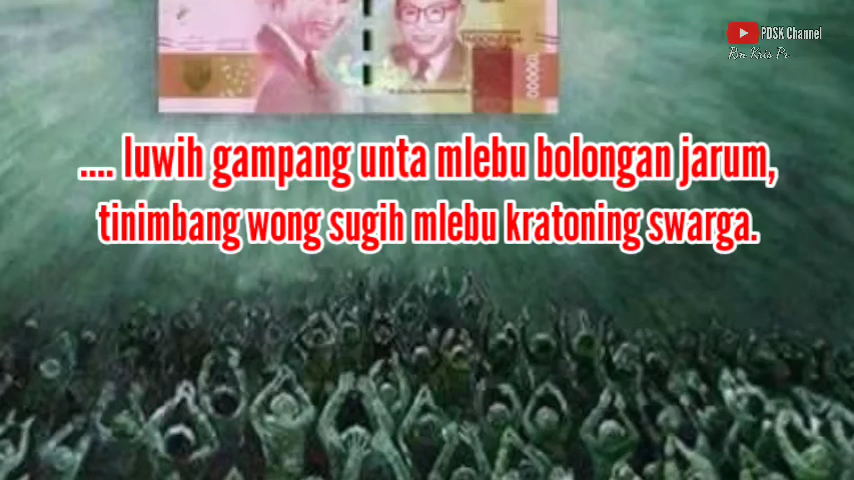 PDSK Channel
.... luwih gampang unta mlebu bolongan jarum,
tinimbang wong sugih mlebu kratoning swarga.